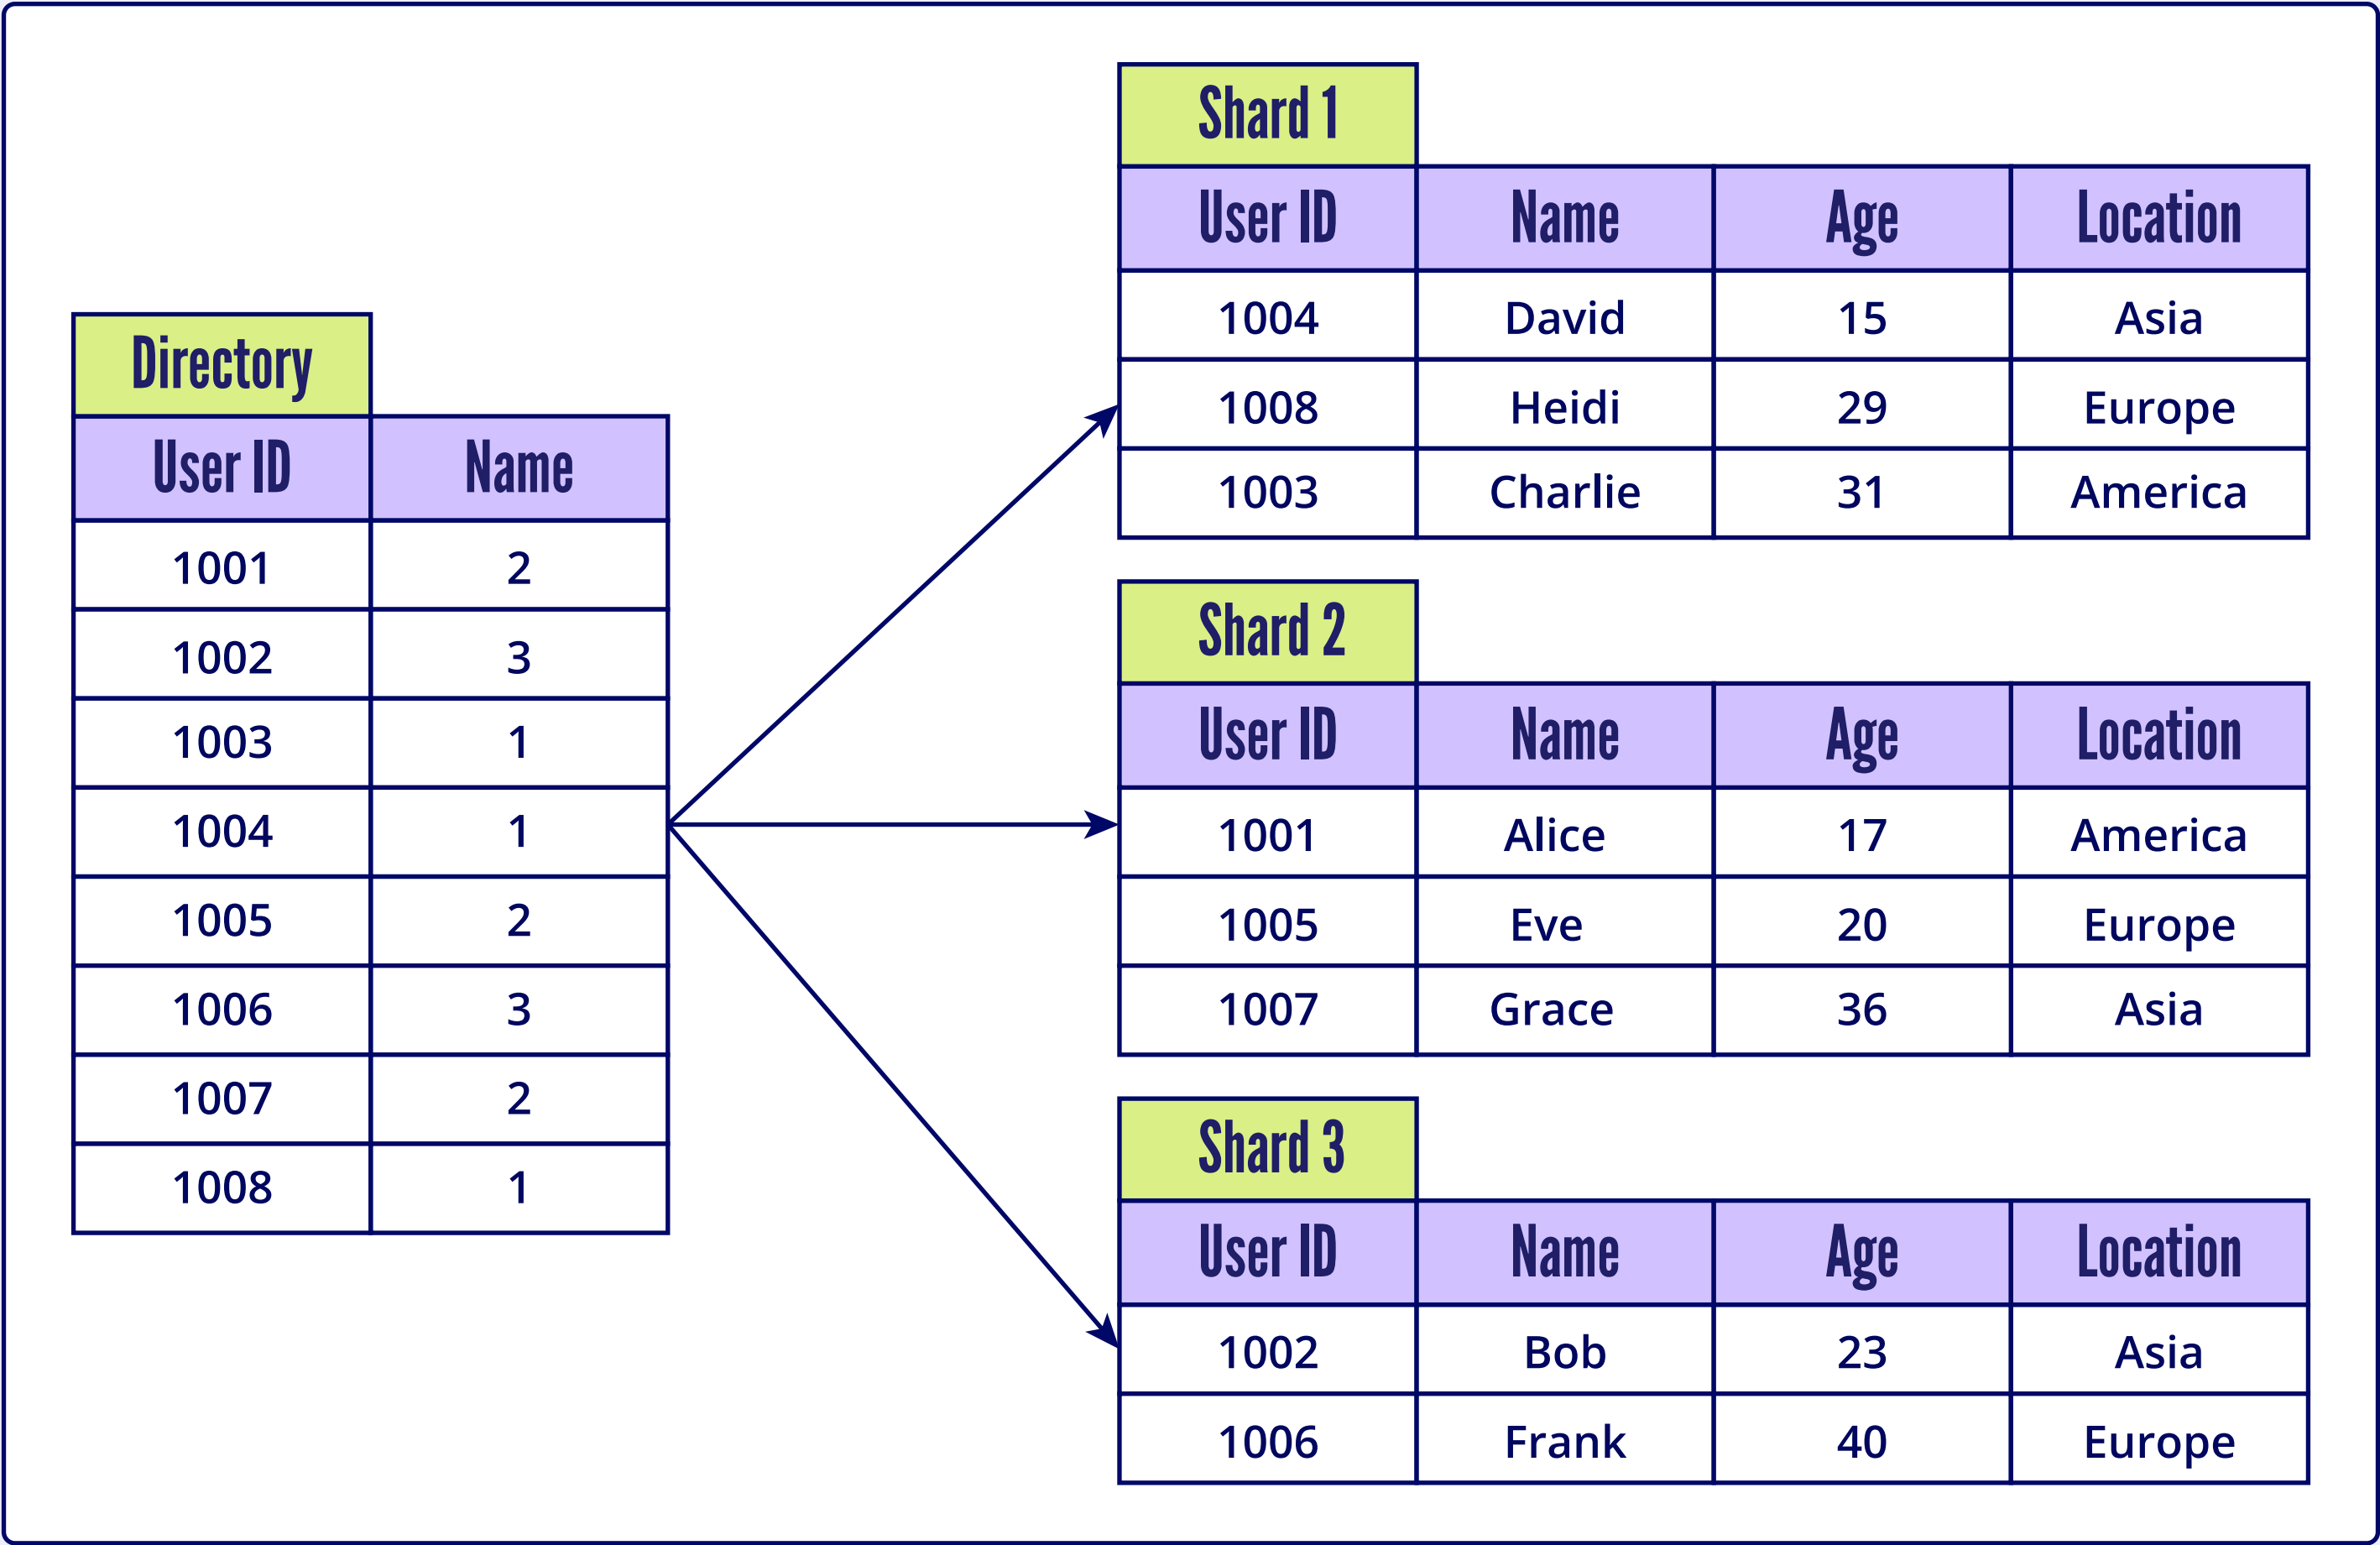 Directory
User ID Name
1001 2
1002 3
1003 1
1004 1
1005 2
1006 3
1007 2
1008 1
Shard 1
User ID Name Age Location
1004 David 15 Asia
1008 Heidi 29 Europe
1003 Charlie 31 America
Shard 2
User ID Name Age Location
1001 Alice 17 America
1005 Eve 20 Europe
1007 Grace 36 Asia
Shard 3
User ID Name Age Location
1002 Bob 23 Asia
1006 Frank 40 Europe